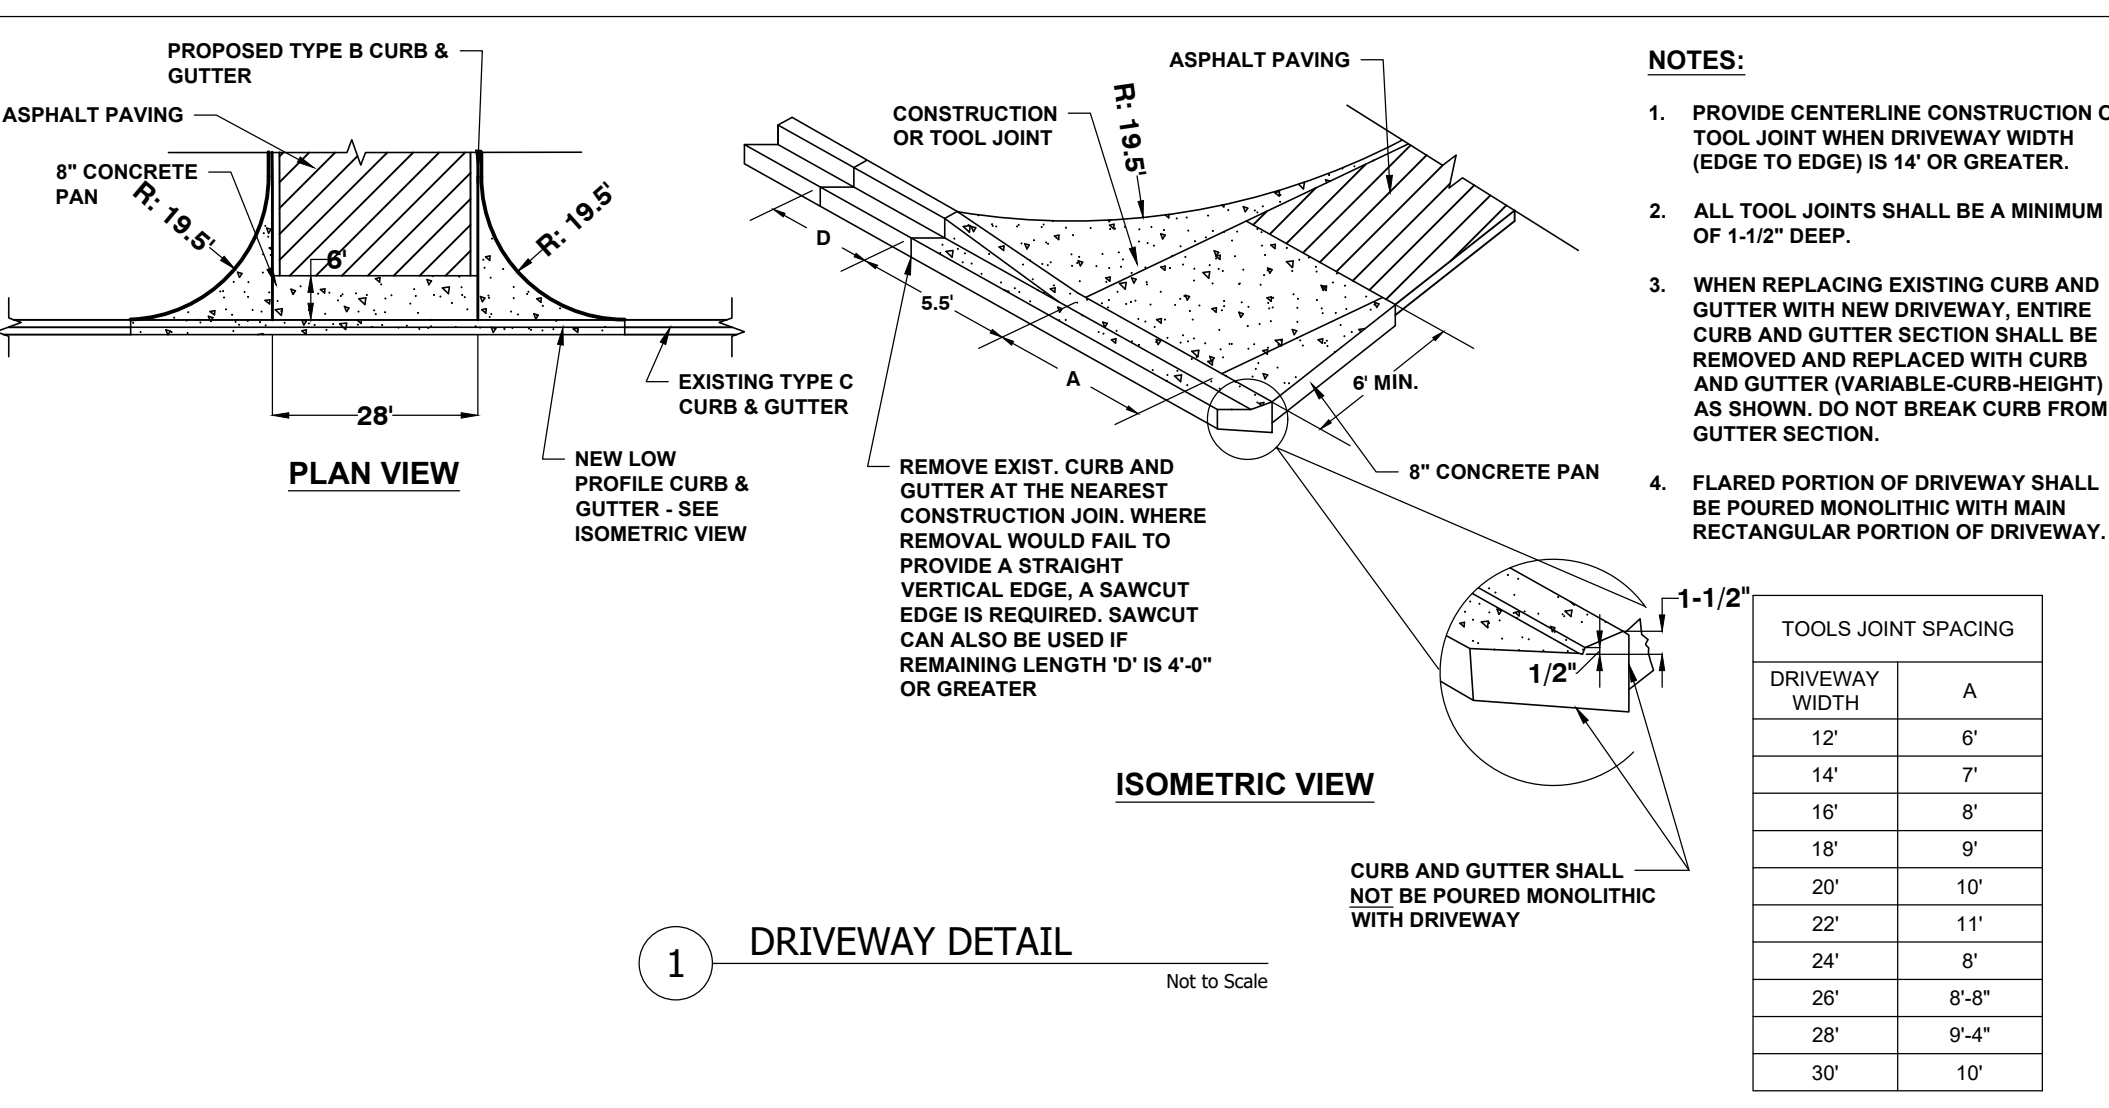 PROPOSED TYPE B CURB &
GUTTER
ASPHALT PAVING
8" CONCRETE
PAN
R: 19.5'
6'
R: 19.5'
28'
EXISTING TYPE C
CURB & GUTTER
NEW LOW
PROFILE CURB &
GUTTER - SEE
ISOMETRIC VIEW
PLAN VIEW
ASPHALT PAVING
CONSTRUCTION
OR TOOL JOINT
R: 19.5'
D
5.5'
A
6' MIN.
8" CONCRETE PAN
REMOVE EXIST. CURB AND
GUTTER AT THE NEAREST
CONSTRUCTION JOIN. WHERE
REMOVAL WOULD FAIL TO
PROVIDE A STRAIGHT
VERTICAL EDGE, A SAWCUT
EDGE IS REQUIRED. SAWCUT
CAN ALSO BE USED IF
REMAINING LENGTH 'D' IS 4'-0"
OR GREATER
1-1/2"
1/2"
ISOMETRIC VIEW
CURB AND GUTTER SHALL
NOT BE POURED MONOLITHIC
WITH DRIVEWAY
1
DRIVEWAY DETAIL
Not to Scale
NOTES:
1. PROVIDE CENTERLINE CONSTRUCTION
TOOL JOINT WHEN DRIVEWAY WIDTH
(EDGE TO EDGE) IS 14' OR GREATER.
2. ALL TOOL JOINTS SHALL BE A MINIMUM
OF 1-1/2" DEEP.
3. WHEN REPLACING EXISTING CURB AND
GUTTER WITH NEW DRIVEWAY, ENTIRE
CURB AND GUTTER SECTION SHALL BE
REMOVED AND REPLACED WITH CURB
AND GUTTER (VARIABLE-CURB-HEIGHT)
AS SHOWN. DO NOT BREAK CURB FROM
GUTTER SECTION.
4. FLARED PORTION OF DRIVEWAY SHALL
BE POURED MONOLITHIC WITH MAIN
RECTANGULAR PORTION OF DRIVEWAY.
TOOLS JOINT SPACING
DRIVEWAY
WIDTH A
12' 6'
14' 7'
16' 8'
18' 9'
20' 10'
22' 11'
24' 8'
26' 8'-8"
28' 9'-4"
30' 10'